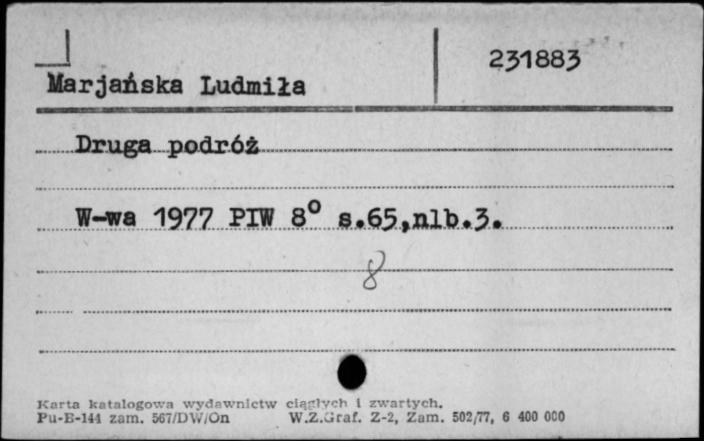 231883
Marjańska Ludmiła
Druga podróż
W-wa 1977 PIW 8° s.65,nlb.3.
8
Karta katalogowa wydawnictw ciągłych i zwartych.
Pu-B-144 zam. 567/DW/On W.Z.Graf. Z-2, Zam. 502/77, 6 400 000